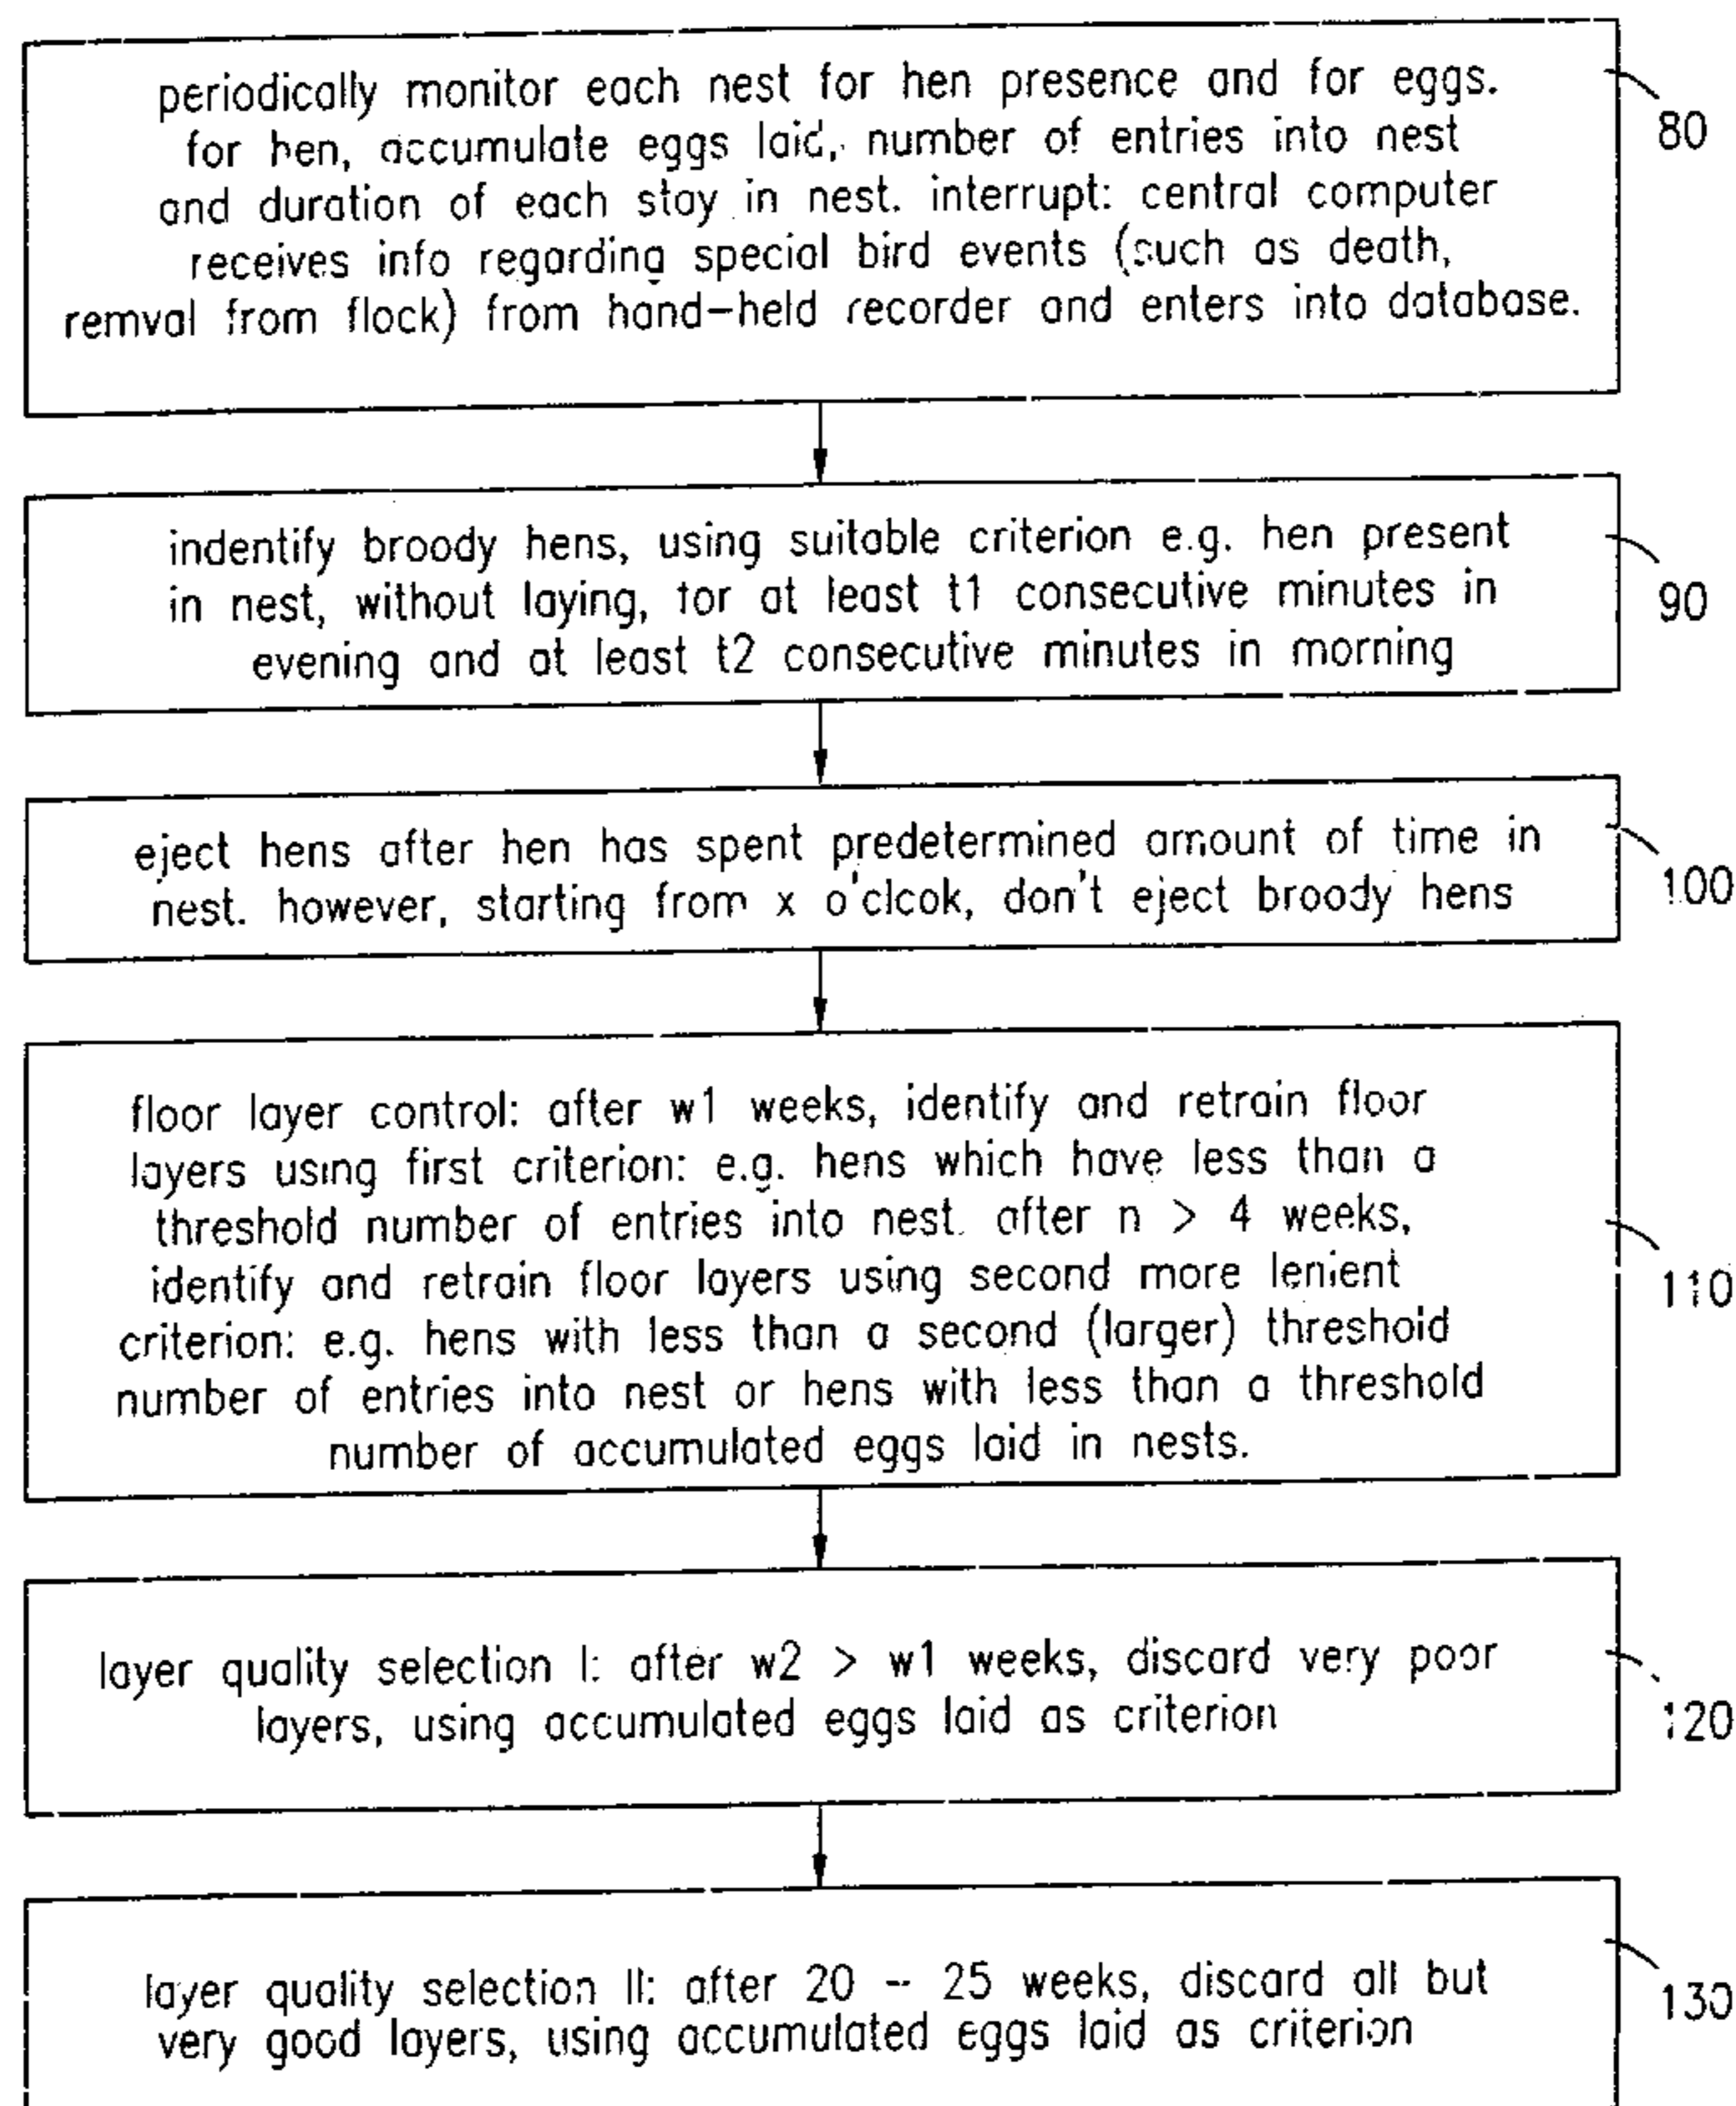 periodically monitor each nest for hen presence and for eggs.
for hen, accumulate eggs laid, number of entries into nest
and duration of each stay in nest. interrupt: central computer
receives info regarding special bird events (such as death,
remval from flock) from hand-held recorder and enters into database.
80
indentify broody hens, using suitable criterion e.g. hen present
in nest, without laying, for at least t1 consecutive minutes in
evening and at least t2 consecutive minutes in morning
90
eject hens after hen has spent predetermined amount of time in
nest. however, starting from x o'clcok, don't eject broody hens
100
floor layer control: after w1 weeks, identify and retrain floor
layers using first criterion: e.g. hens which have less than a
threshold number of entries into nest. after n > 4 weeks,
identify and retrain floor layers using second more lenient
criterion: e.g. hens with less than a second (larger) threshold
number of entries into nest or hens with less than a threshold
number of accumulated eggs laid in nests.
110
layer quality selection I: after w2 > w1 weeks, discard very poor
layers, using accumulated eggs laid as criterion
120
layer quality selection II: after 20 - 25 weeks, discard all but
very good layers, using accumulated eggs laid as criterion
130